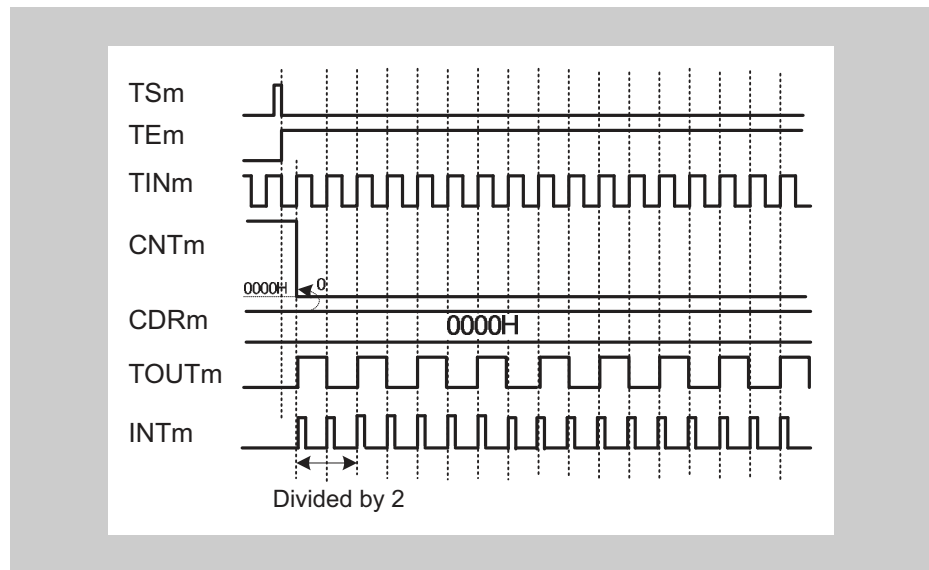 TSm
TEm
TINm
CNTm
0000H 0
CDRm
0000H
TOUTm
INTm
Divided by 2